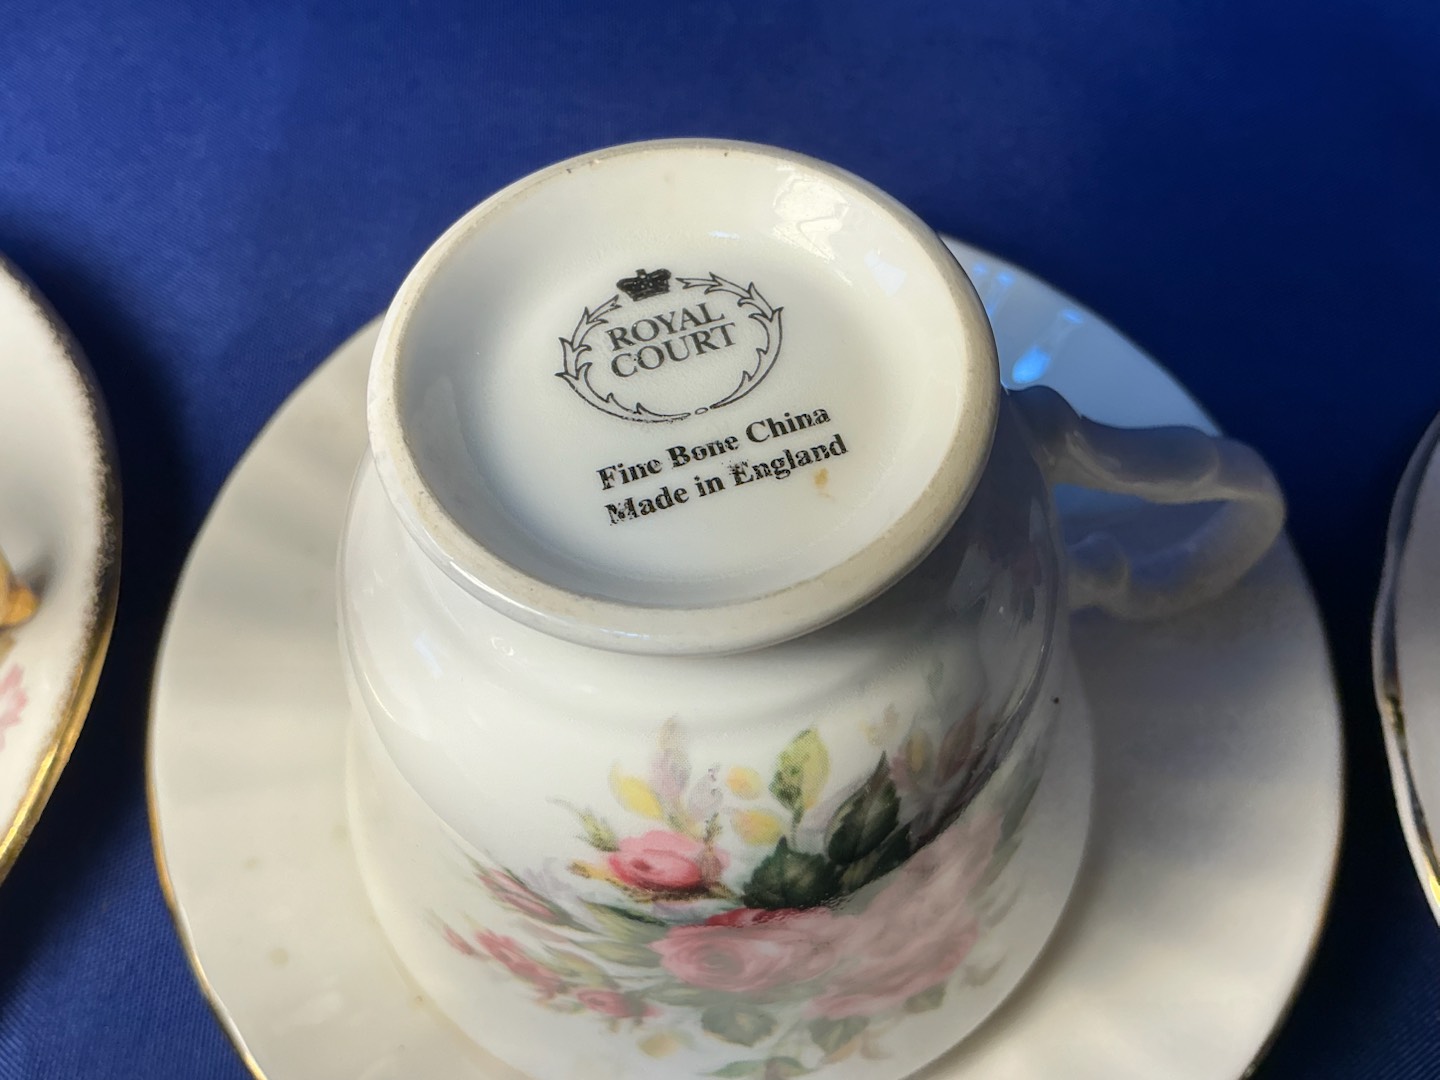 ROYAL
COURT
Fine Bone China
Made in England